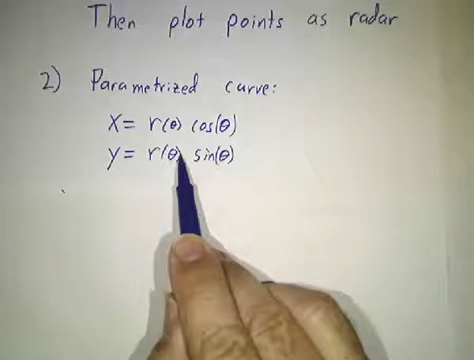 Then plot points as radar
2) Parametrized curve:
X= r(θ) cos(θ)
y= r(θ) sin(θ)